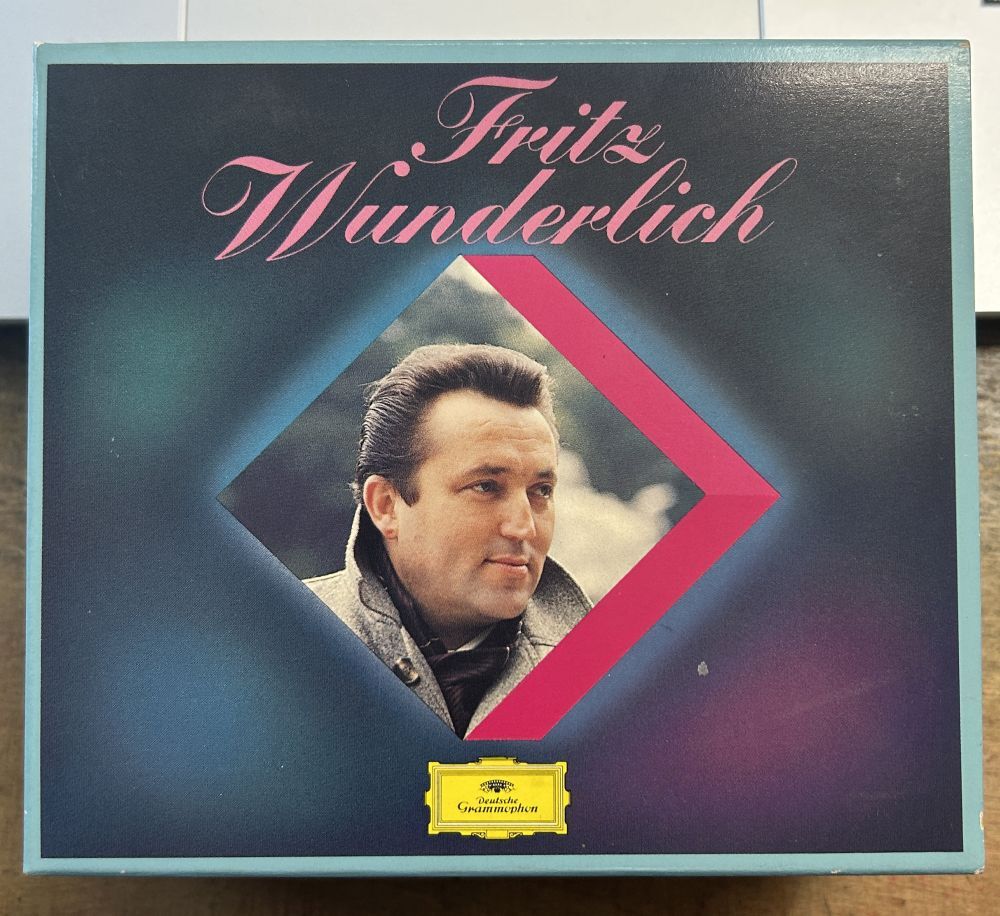 Fritz
Wunderlich
Deutsche
Grammophon